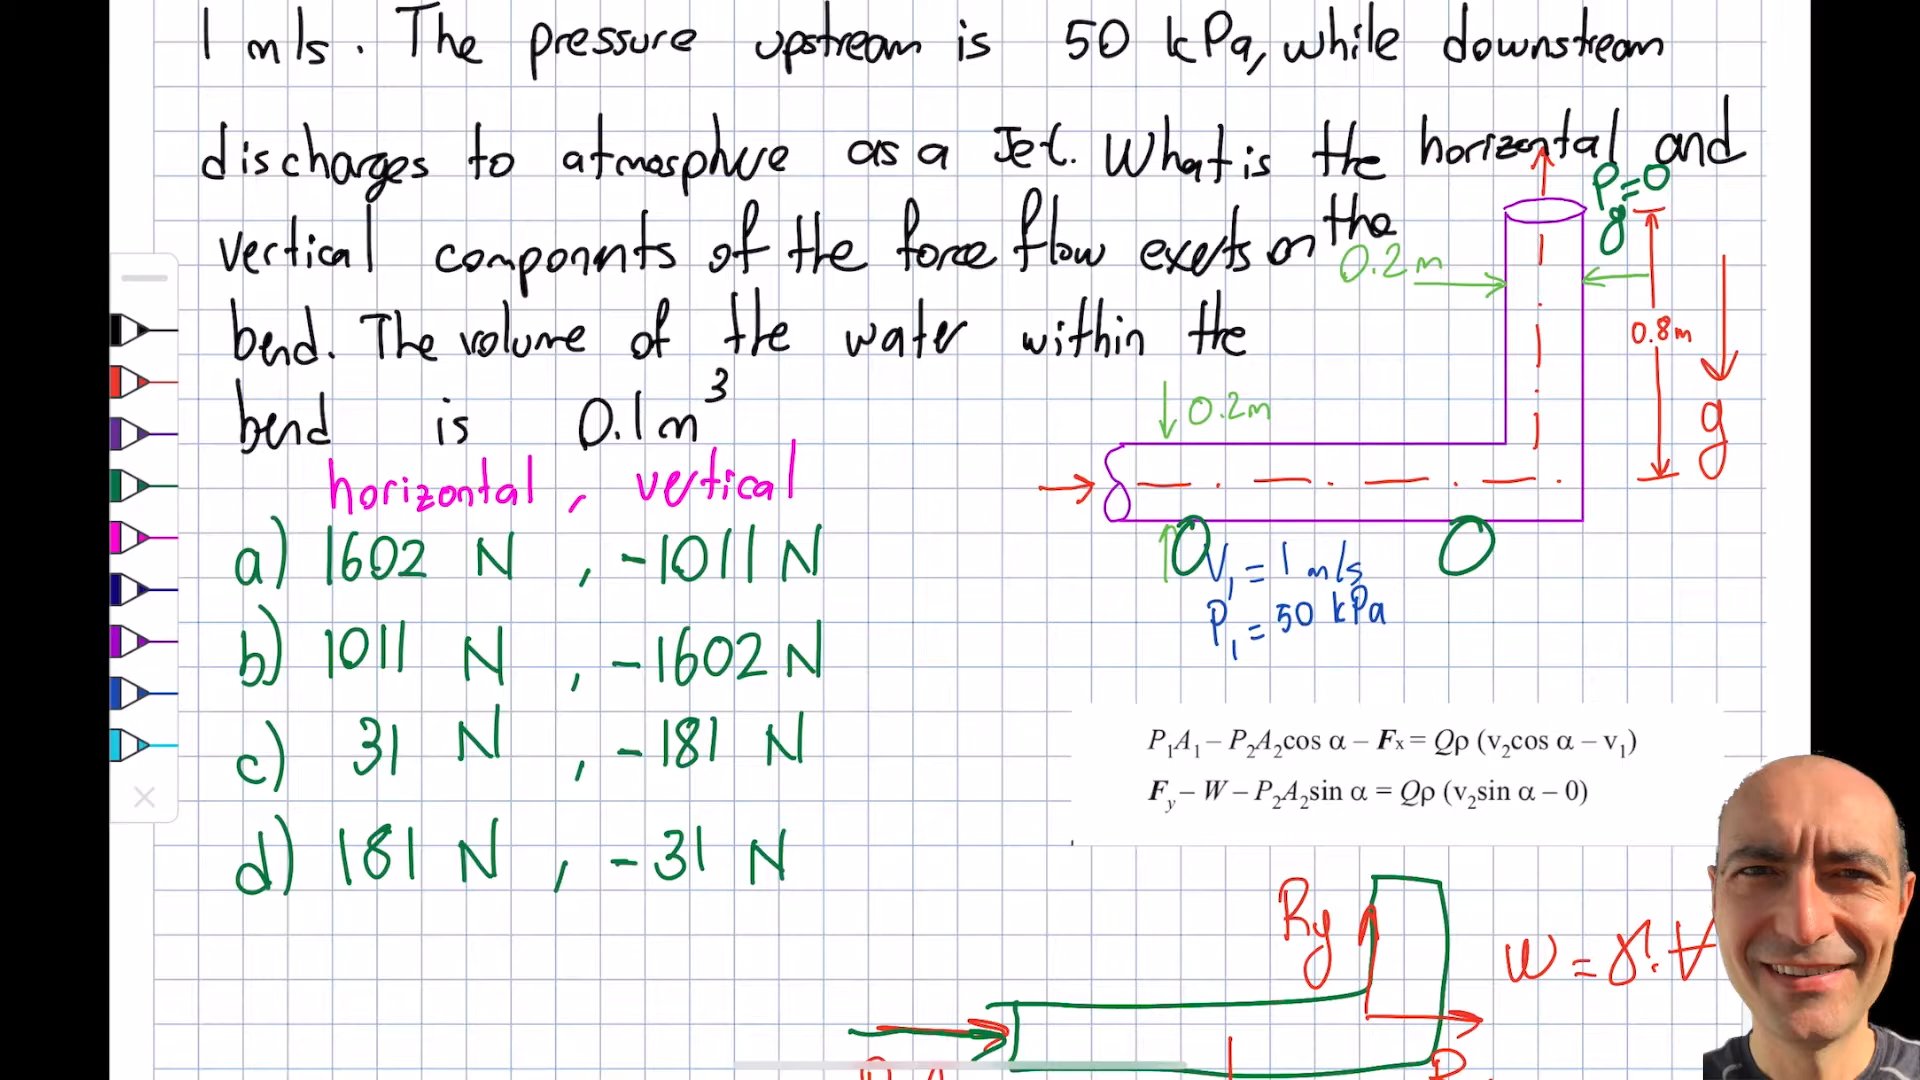 1 m/s. The pressure upstream is 50 kPa, while downstream
discharges to atmosphere as a Jet. What is the horizontal and
vertical components of the force flow exerts on the
bend. The volume of the water within the
bend is 0.1m³
horizontal, vertical
a) 1602 N, -1011 N
b) 1011 N, -1602 N
c) 31 N, -181 N
d) 181 N, -31 N
Pg=0
0.2m
0.8m
0.2m
g
V₁ = 1 m/s
P₁ = 50 kPa
P₁A₁ – P₂A₂cos α – Fx = Qρ (v₂cos α – v₁)
Fy – W – P₂A₂sin α = Qρ (v₂sin α – 0)
Ry
W = γ.∀